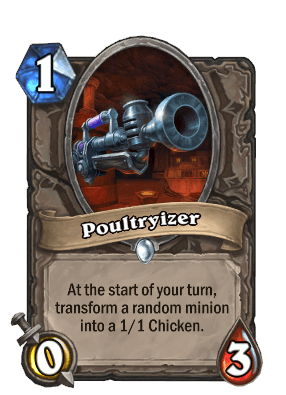 1
Poultryizer
At the start of your turn,
transform a random minion
into a 1/1 Chicken.
0
3